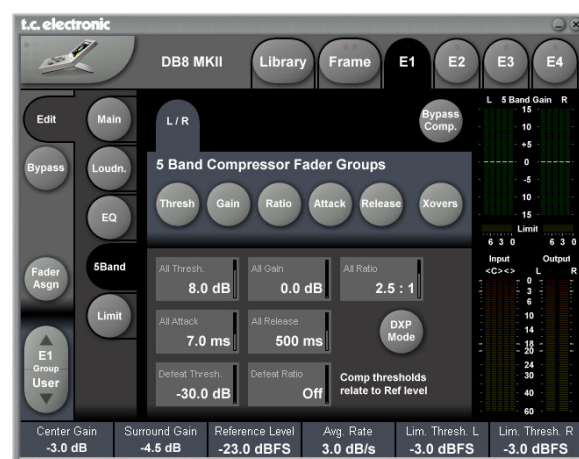 t.c. electronic
DB8 MKII
Library
Frame
E1
E2
E3
E4
Edit
Bypass
Fader
Asgn
E1
Group
User
Main
Loudn.
EQ
5Band
Limit
L / R
Bypass
Comp.
5 Band Compressor Fader Groups
Thresh
Gain
Ratio
Attack
Release
Xovers
All Thresh.
8.0 dB
All Gain
0.0 dB
All Ratio
2.5 : 1
All Attack
7.0 ms
All Release
500 ms
DXP
Mode
Defeat Thresh.
-30.0 dB
Defeat Ratio
Off
Comp thresholds
relate to Ref level
L 5 Band Gain R
15
10
+5
0
-5
10
15
Limit
6 3 0 6 3 0
Input Output
<C><> L R
0
3
6
10
14
18
20
24
30
40
60
Center Gain
-3.0 dB
Surround Gain
-4.5 dB
Reference Level
-23.0 dBFS
Avg. Rate
3.0 dB/s
Lim. Thresh. L
-3.0 dBFS
Lim. Thresh. R
-3.0 dBFS